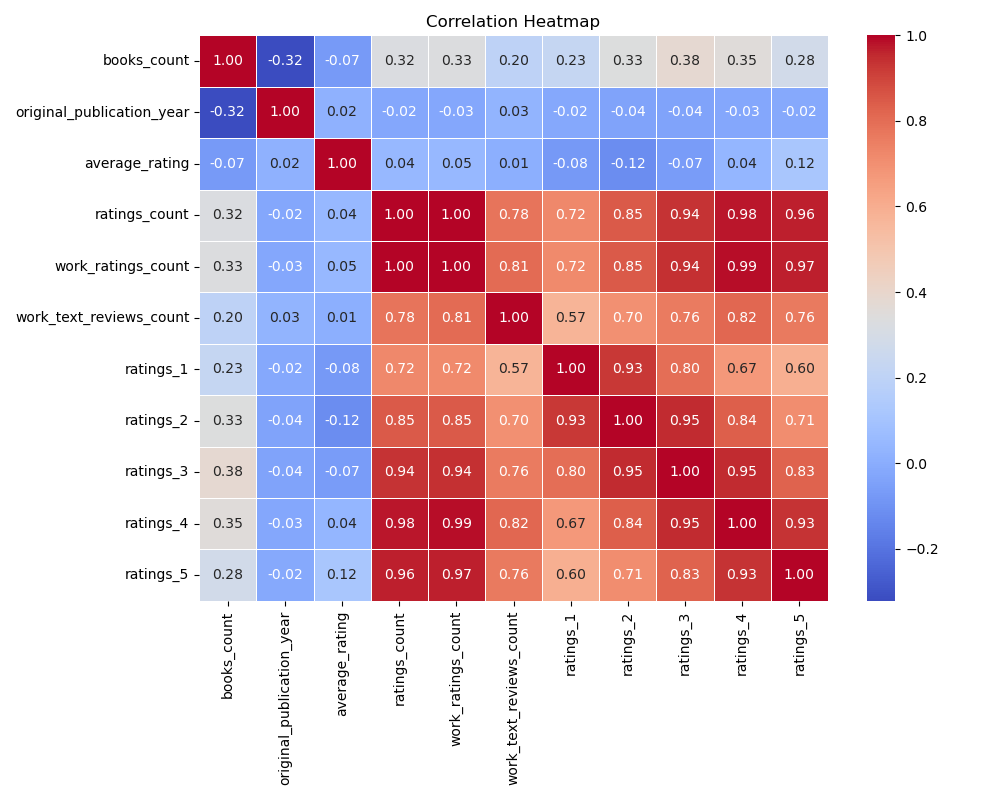 Correlation Heatmap
books_count 1.00 -0.32 -0.07 0.32 0.33 0.20 0.23 0.33 0.38 0.35 0.28
original_publication_year -0.32 1.00 0.02 -0.02 -0.03 0.03 -0.02 -0.04 -0.04 -0.03 -0.02
average_rating -0.07 0.02 1.00 0.04 0.05 0.01 -0.08 -0.12 -0.07 0.04 0.12
ratings_count 0.32 -0.02 0.04 1.00 1.00 0.78 0.72 0.85 0.94 0.98 0.96
work_ratings_count 0.33 -0.03 0.05 1.00 1.00 0.81 0.72 0.85 0.94 0.99 0.97
work_text_reviews_count 0.20 0.03 0.01 0.78 0.81 1.00 0.57 0.70 0.76 0.82 0.76
ratings_1 0.23 -0.02 -0.08 0.72 0.72 0.57 1.00 0.93 0.80 0.67 0.60
ratings_2 0.33 -0.04 -0.12 0.85 0.85 0.70 0.93 1.00 0.95 0.84 0.71
ratings_3 0.38 -0.04 -0.07 0.94 0.94 0.76 0.80 0.95 1.00 0.95 0.83
ratings_4 0.35 -0.03 0.04 0.98 0.99 0.82 0.67 0.84 0.95 1.00 0.93
ratings_5 0.28 -0.02 0.12 0.96 0.97 0.76 0.60 0.71 0.83 0.93 1.00
books_count
original_publication_year
average_rating
ratings_count
work_ratings_count
work_text_reviews_count
ratings_1
ratings_2
ratings_3
ratings_4
ratings_5
1.0
0.8
0.6
0.4
0.2
0.0
−0.2